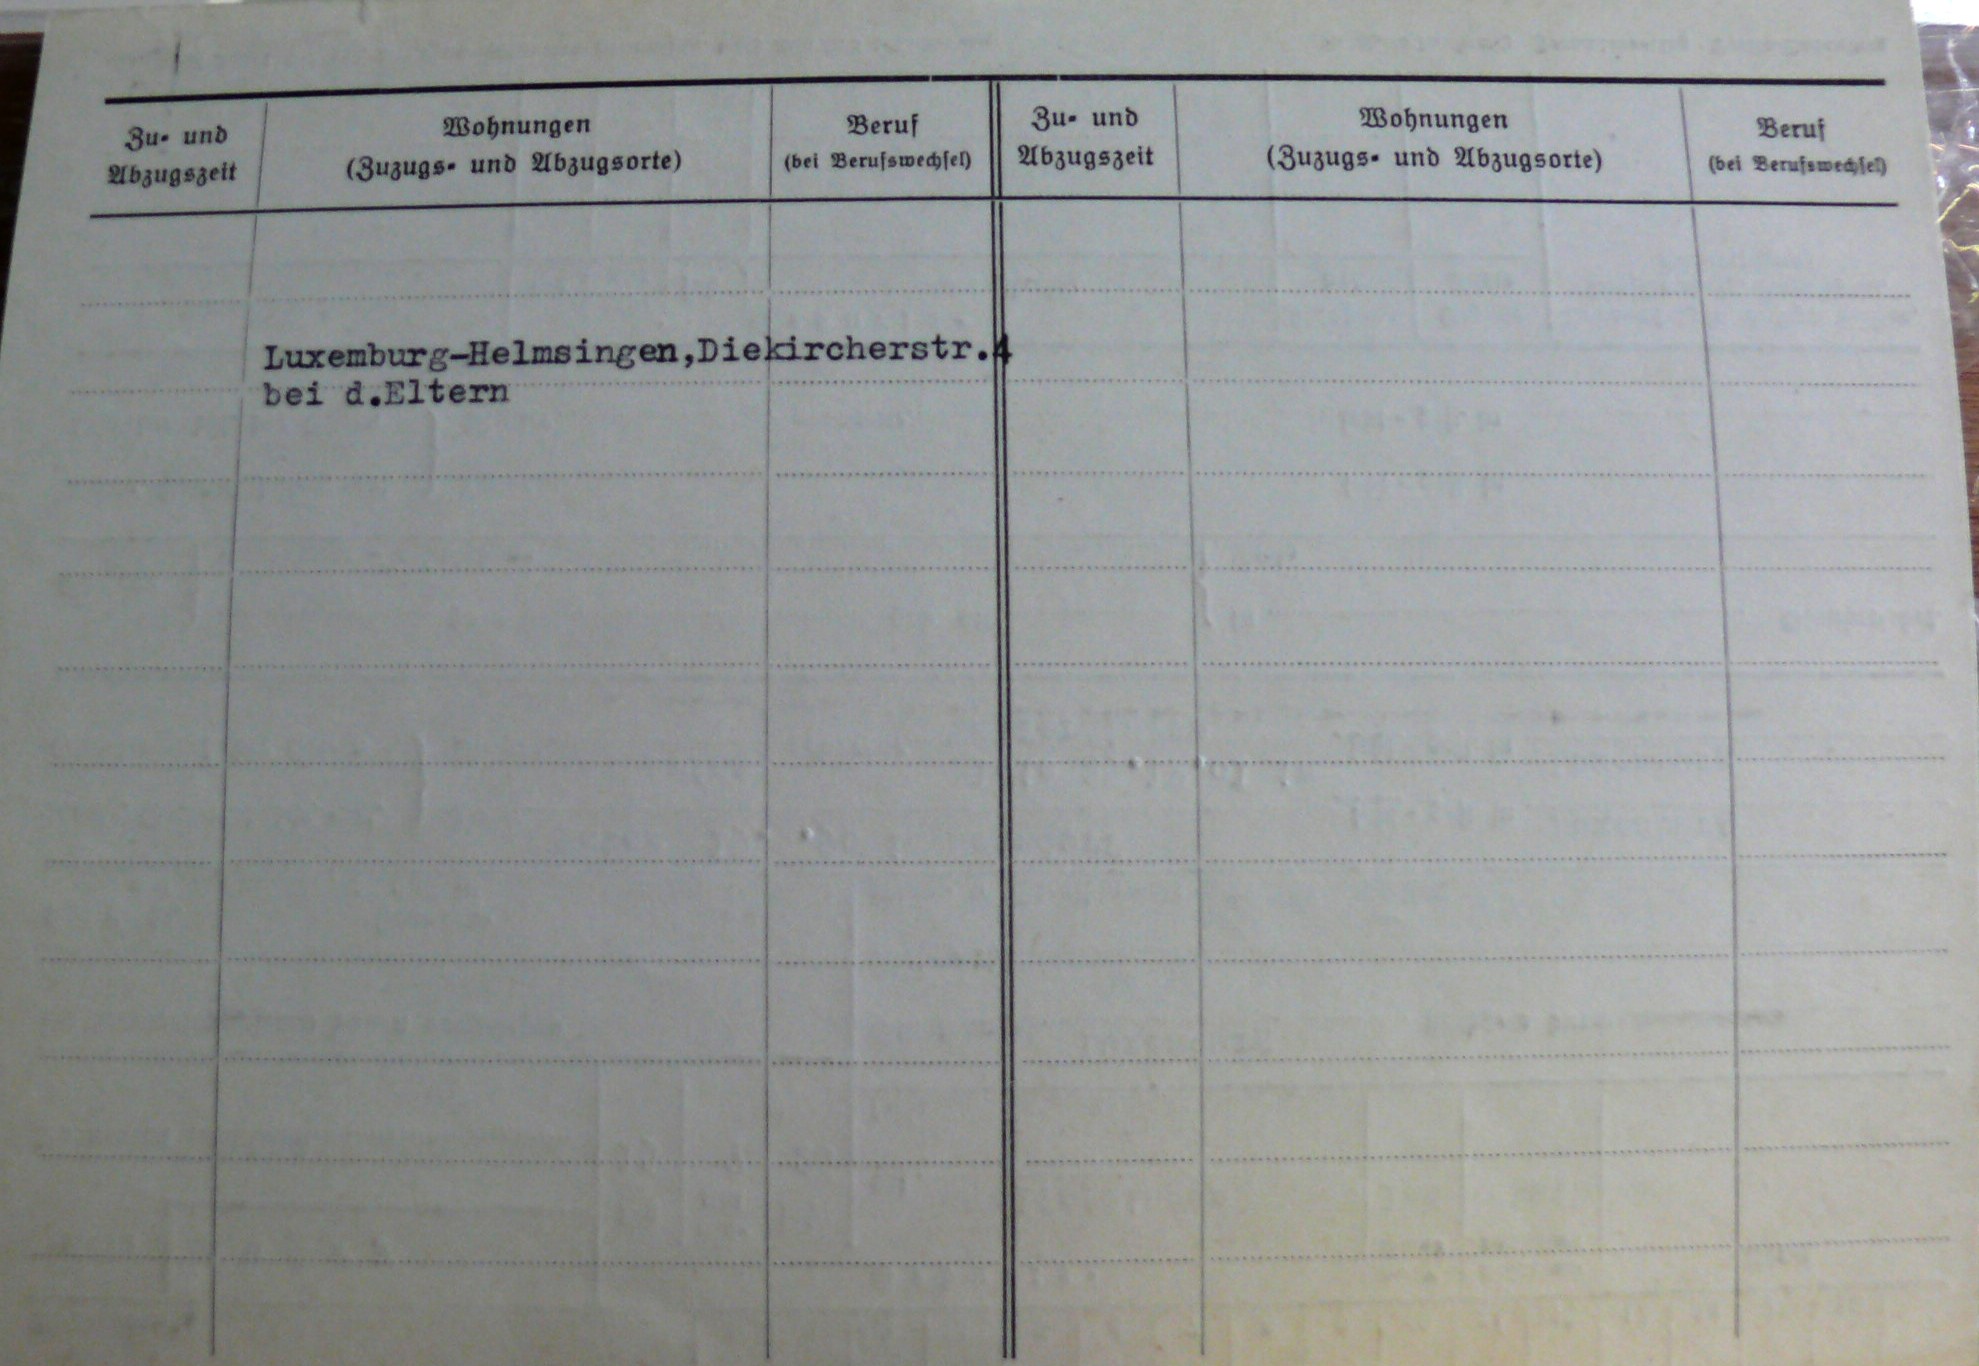 Zu- und
Abzugszeit
Wohnungen
(Zuzugs- und Abzugsorte)
Beruf
(bei Berufswechsel)
Zu- und
Abzugszeit
Wohnungen
(Zuzugs- und Abzugsorte)
Beruf
(bei Berufswechsel)
Luxemburg-Helmsingen,Diekircherstr.4
bei d.Eltern